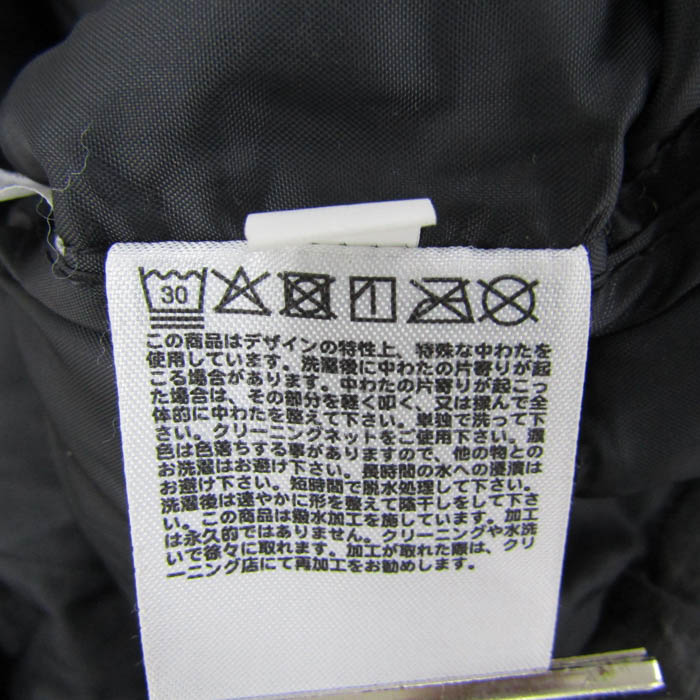 30
この商品はデザインの特性上、特殊な中わたを
使用しています。洗濯後に中わたの片寄りが起
こる場合があります。中わたの片寄りが起こっ
た場合は、その部分を軽く叩く、又は揉んで全
体的に中わたを整えて下さい。単独で洗って下
さい。クリーニングネットをご使用下さい。濃
色は色落ちする事がありますので、他の物との
お洗濯はお避け下さい。長時間の水への浸漬は
お避け下さい。短時間で脱水処理して下さい。
洗濯後は速やかに形を整えて陰干しをして下さ
い。この商品は撥水加工を施しています。加工
は永久的ではありません。クリーニングや水洗
いで徐々に取れます。加工が取れた際は、クリ
ーニング店にて再加工をお勧めします。